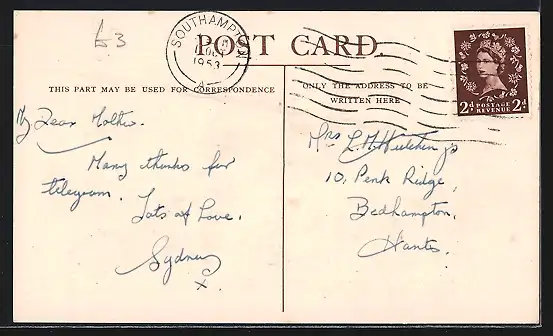 £3
SOUTHAMPTON
1953
A
POST CARD.
THIS PART MAY BE USED FOR CORRESPONDENCE
ONLY THE ADDRESS TO BE
WRITTEN HERE
2d POSTAGE REVENUE 2d
My Dear Mother.
Many thanks for
telegram.
Lots of Love.
Sydney
x.
Mrs L. M. Hutchings
10, Penk Ridge,
Bedhampton,
Hants.